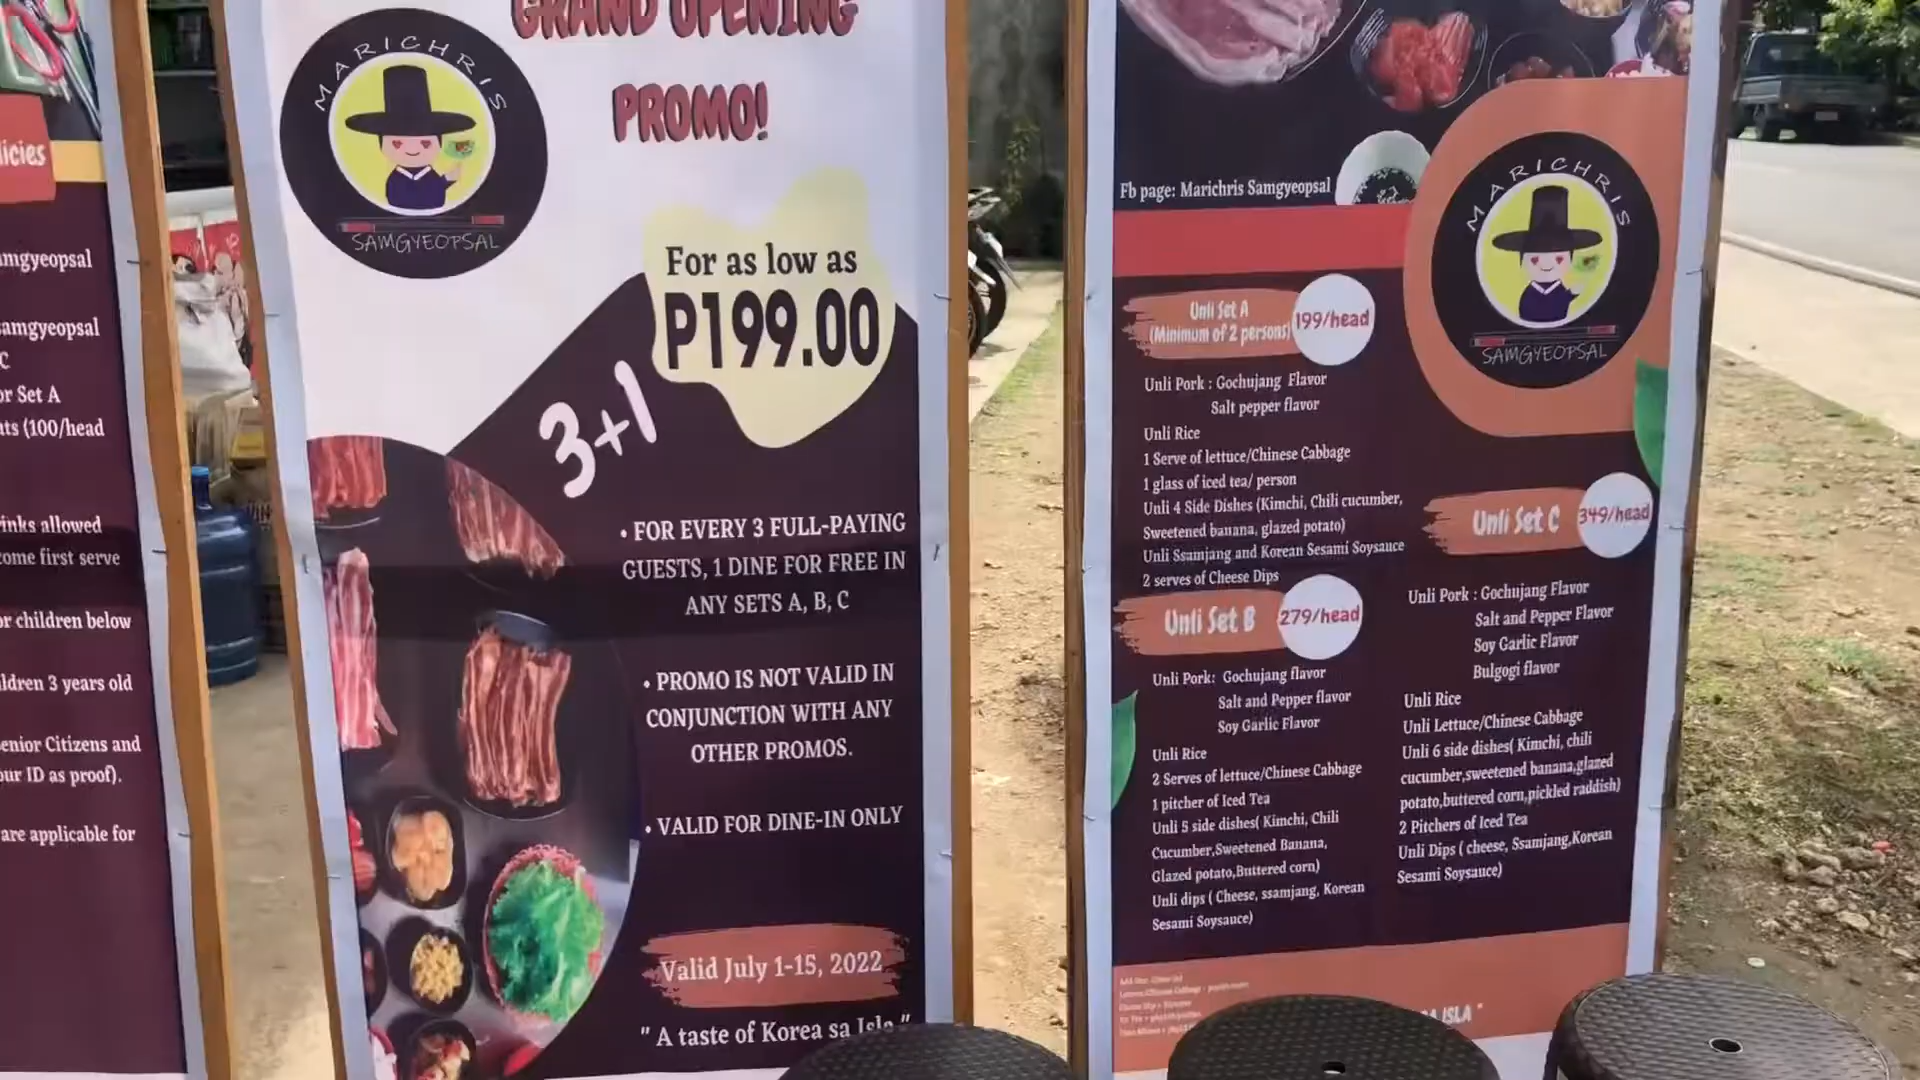 licies
amgyeopsal
samgyeopsal
C
or Set A
ats (100/head
inks allowed
come first serve
or children below
ldren 3 years old
enior Citizens and
our ID as proof).
are applicable for
GRAND OPENING
PROMO!
MARICHRIS
SAMGYEOPSAL
For as low as
P199.00
3+1
• FOR EVERY 3 FULL-PAYING
GUESTS, 1 DINE FOR FREE IN
ANY SETS A, B, C
• PROMO IS NOT VALID IN
CONJUNCTION WITH ANY
OTHER PROMOS.
• VALID FOR DINE-IN ONLY
Valid July 1-15, 2022
" A taste of Korea sa Isla "
Fb page: Marichris Samgyeopsal
MARICHRIS
SAMGYEOPSAL
Unli Set A
(Minimum of 2 persons)
199/head
Unli Pork : Gochujang Flavor
Salt pepper flavor
Unli Rice
1 Serve of lettuce/Chinese Cabbage
1 glass of iced tea/ person
Unli 4 Side Dishes (Kimchi, Chili cucumber,
Sweetened banana, glazed potato)
Unli Ssamjang and Korean Sesami Soysauce
2 serves of Cheese Dips
Unli Set B
279/head
Unli Pork: Gochujang flavor
Salt and Pepper flavor
Soy Garlic Flavor
Unli Rice
2 Serves of lettuce/Chinese Cabbage
1 pitcher of Iced Tea
Unli 5 side dishes( Kimchi, Chili
Cucumber,Sweetened Banana,
Glazed potato,Buttered corn)
Unli dips ( Cheese, ssamjang, Korean
Sesami Soysauce)
Unli Set C
349/head
Unli Pork : Gochujang Flavor
Salt and Pepper Flavor
Soy Garlic Flavor
Bulgogi flavor
Unli Rice
Unli Lettuce/Chinese Cabbage
Unli 6 side dishes( Kimchi, chili
cucumber,sweetened banana,glazed
potato,buttered corn,pickled raddish)
2 Pitchers of Iced Tea
Unli Dips ( cheese, Ssamjang,Korean
Sesami Soysauce)
ISLA "